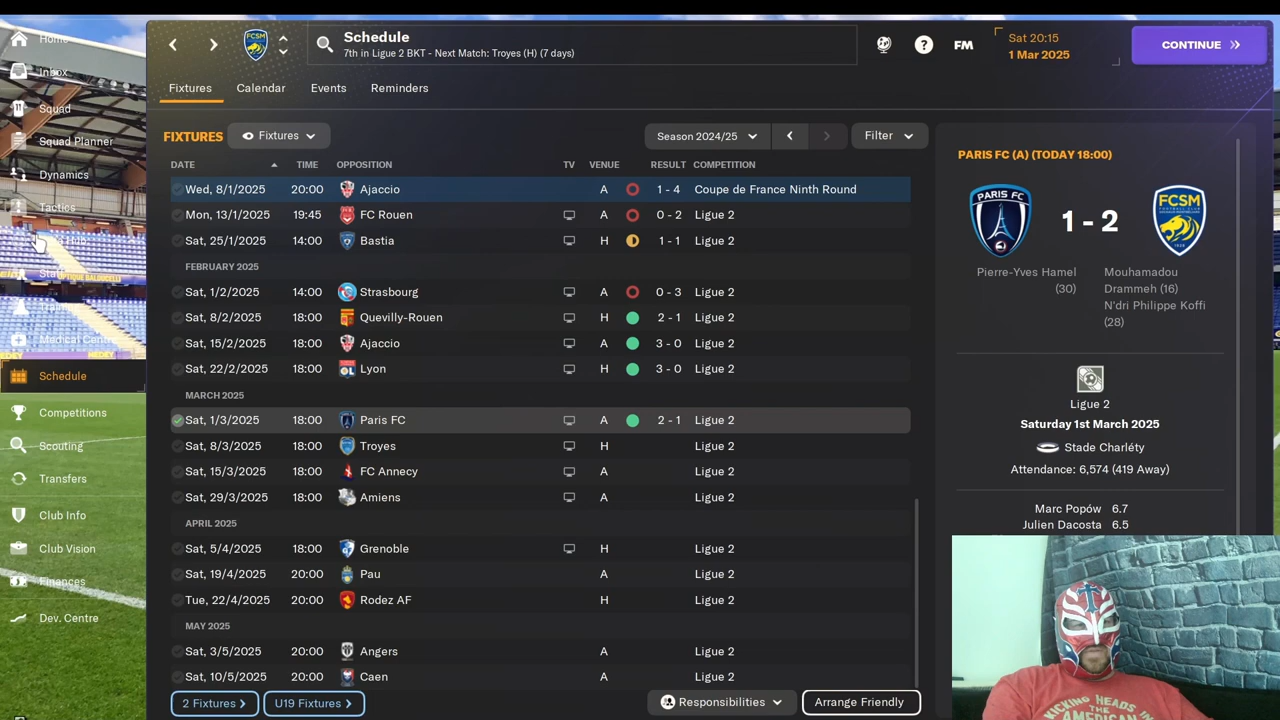 Home
Schedule
7th in Ligue 2 BKT - Next Match: Troyes (H) (7 days)
FM
Sat 20:15
1 Mar 2025
CONTINUE
Inbox
Squad
Squad Planner
Dynamics
Tactics
Hub
Staff
Medical Centre
Schedule
Competitions
Scouting
Transfers
Club Info
Club Vision
Finances
Dev. Centre
Fixtures
Calendar
Events
Reminders
FIXTURES
Fixtures
Season 2024/25
Filter
DATE TIME OPPOSITION TV VENUE RESULT COMPETITION
Wed, 8/1/2025 20:00 Ajaccio A 1 - 4 Coupe de France Ninth Round
Mon, 13/1/2025 19:45 FC Rouen A 0 - 2 Ligue 2
Sat, 25/1/2025 14:00 Bastia H 1 - 1 Ligue 2
FEBRUARY 2025
Sat, 1/2/2025 14:00 Strasbourg A 0 - 3 Ligue 2
Sat, 8/2/2025 18:00 Quevilly-Rouen H 2 - 1 Ligue 2
Sat, 15/2/2025 18:00 Ajaccio A 3 - 0 Ligue 2
Sat, 22/2/2025 18:00 Lyon H 3 - 0 Ligue 2
MARCH 2025
Sat, 1/3/2025 18:00 Paris FC A 2 - 1 Ligue 2
Sat, 8/3/2025 18:00 Troyes H Ligue 2
Sat, 15/3/2025 18:00 FC Annecy A Ligue 2
Sat, 29/3/2025 18:00 Amiens A Ligue 2
APRIL 2025
Sat, 5/4/2025 18:00 Grenoble H Ligue 2
Sat, 19/4/2025 20:00 Pau A Ligue 2
Tue, 22/4/2025 20:00 Rodez AF H Ligue 2
MAY 2025
Sat, 3/5/2025 20:00 Angers A Ligue 2
Sat, 10/5/2025 20:00 Caen A Ligue 2
2 Fixtures
U19 Fixtures
Responsibilities
Arrange Friendly
PARIS FC (A) (TODAY 18:00)
PARIS FC
FCSM
1 - 2
Pierre-Yves Hamel
(30)
Mouhamadou
Drammeh (16)
N'dri Philippe Koffi
(28)
Ligue 2
Saturday 1st March 2025
Stade Charléty
Attendance: 6,574 (419 Away)
Marc Popów 6.7
Julien Dacosta 6.5
KICKING HEADS IN
THE
AMERICAN